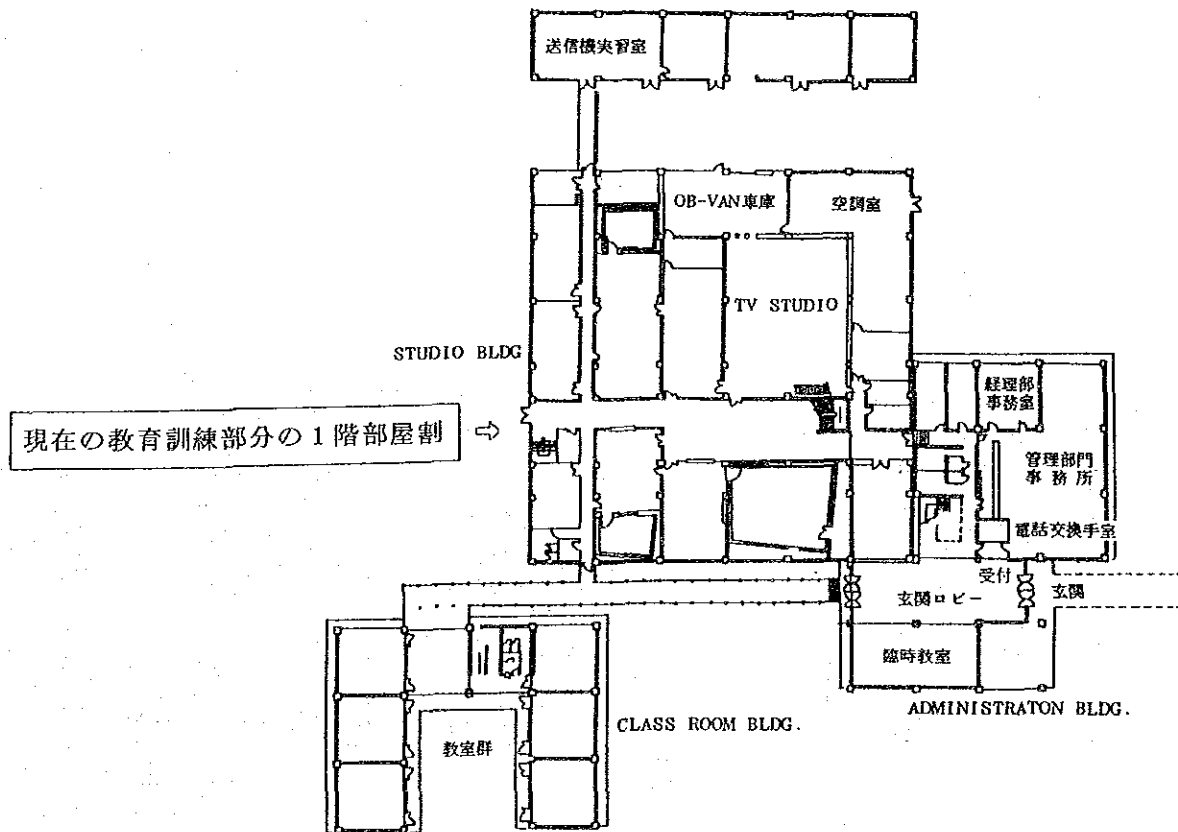 送信機実習室
OB-VAN車庫
空調室
TV STUDIO
STUDIO BLDG
経理部
事務室
現在の教育訓練部分の1階部屋割 ⇨
管理部門
事務所
電話交換手室
受付
玄関ロビー
玄関
臨時教室
ADMINISTRATON BLDG.
CLASS ROOM BLDG.
教室群